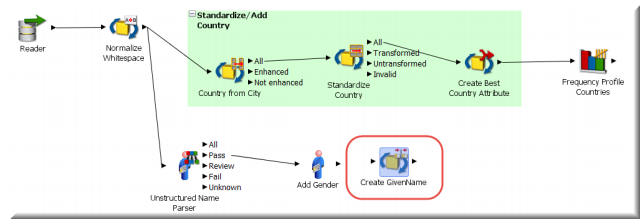 Standardize/Add
Country
Reader
Normalize
Whitespace
All
Enhanced
Not enhanced
Country from City
All
Transformed
Untransformed
Invalid
Standardize
Country
Create Best
Country Attribute
Frequency Profile
Countries
All
Pass
Review
Fail
Unknown
Unstructured Name
Parser
Add Gender
Create GivenName